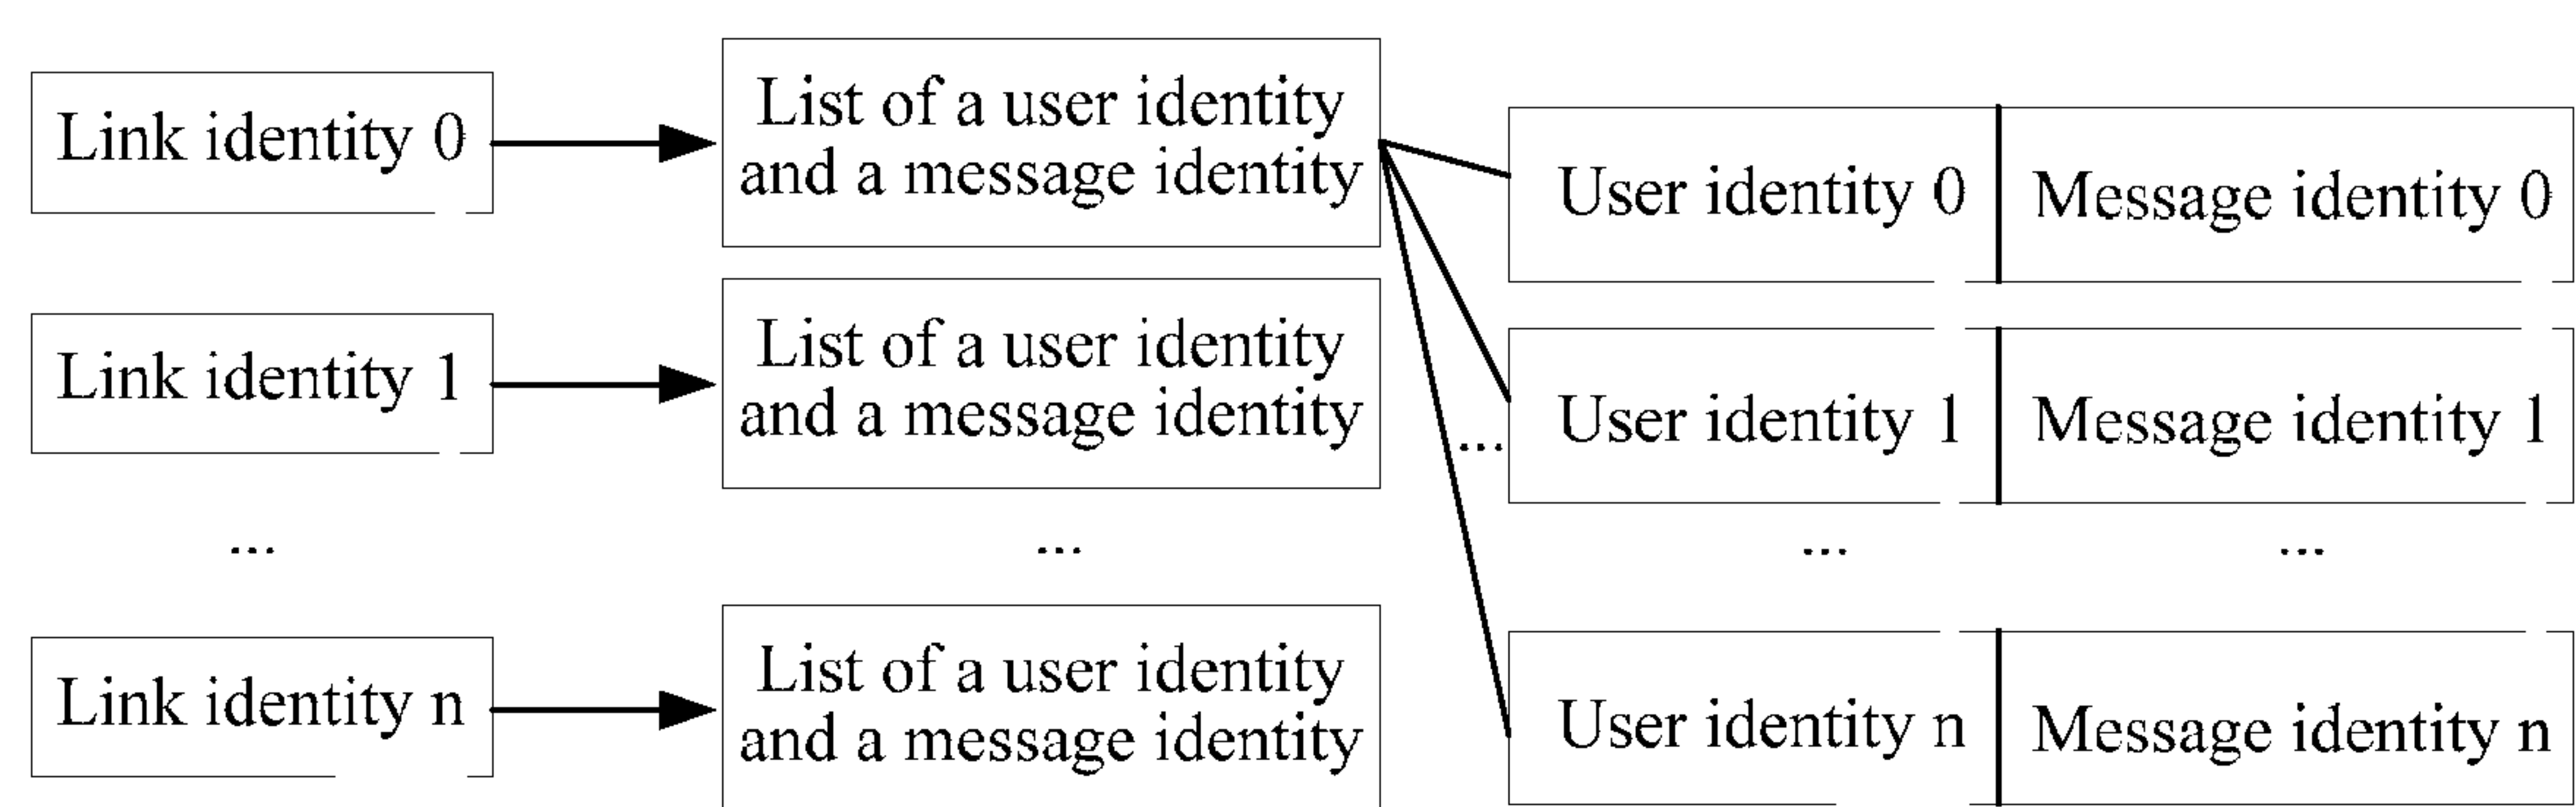 Link identity 0
List of a user identity
and a message identity
User identity 0
Message identity 0
Link identity 1
List of a user identity
and a message identity
...
User identity 1
Message identity 1
...
...
...
...
Link identity n
List of a user identity
and a message identity
User identity n
Message identity n